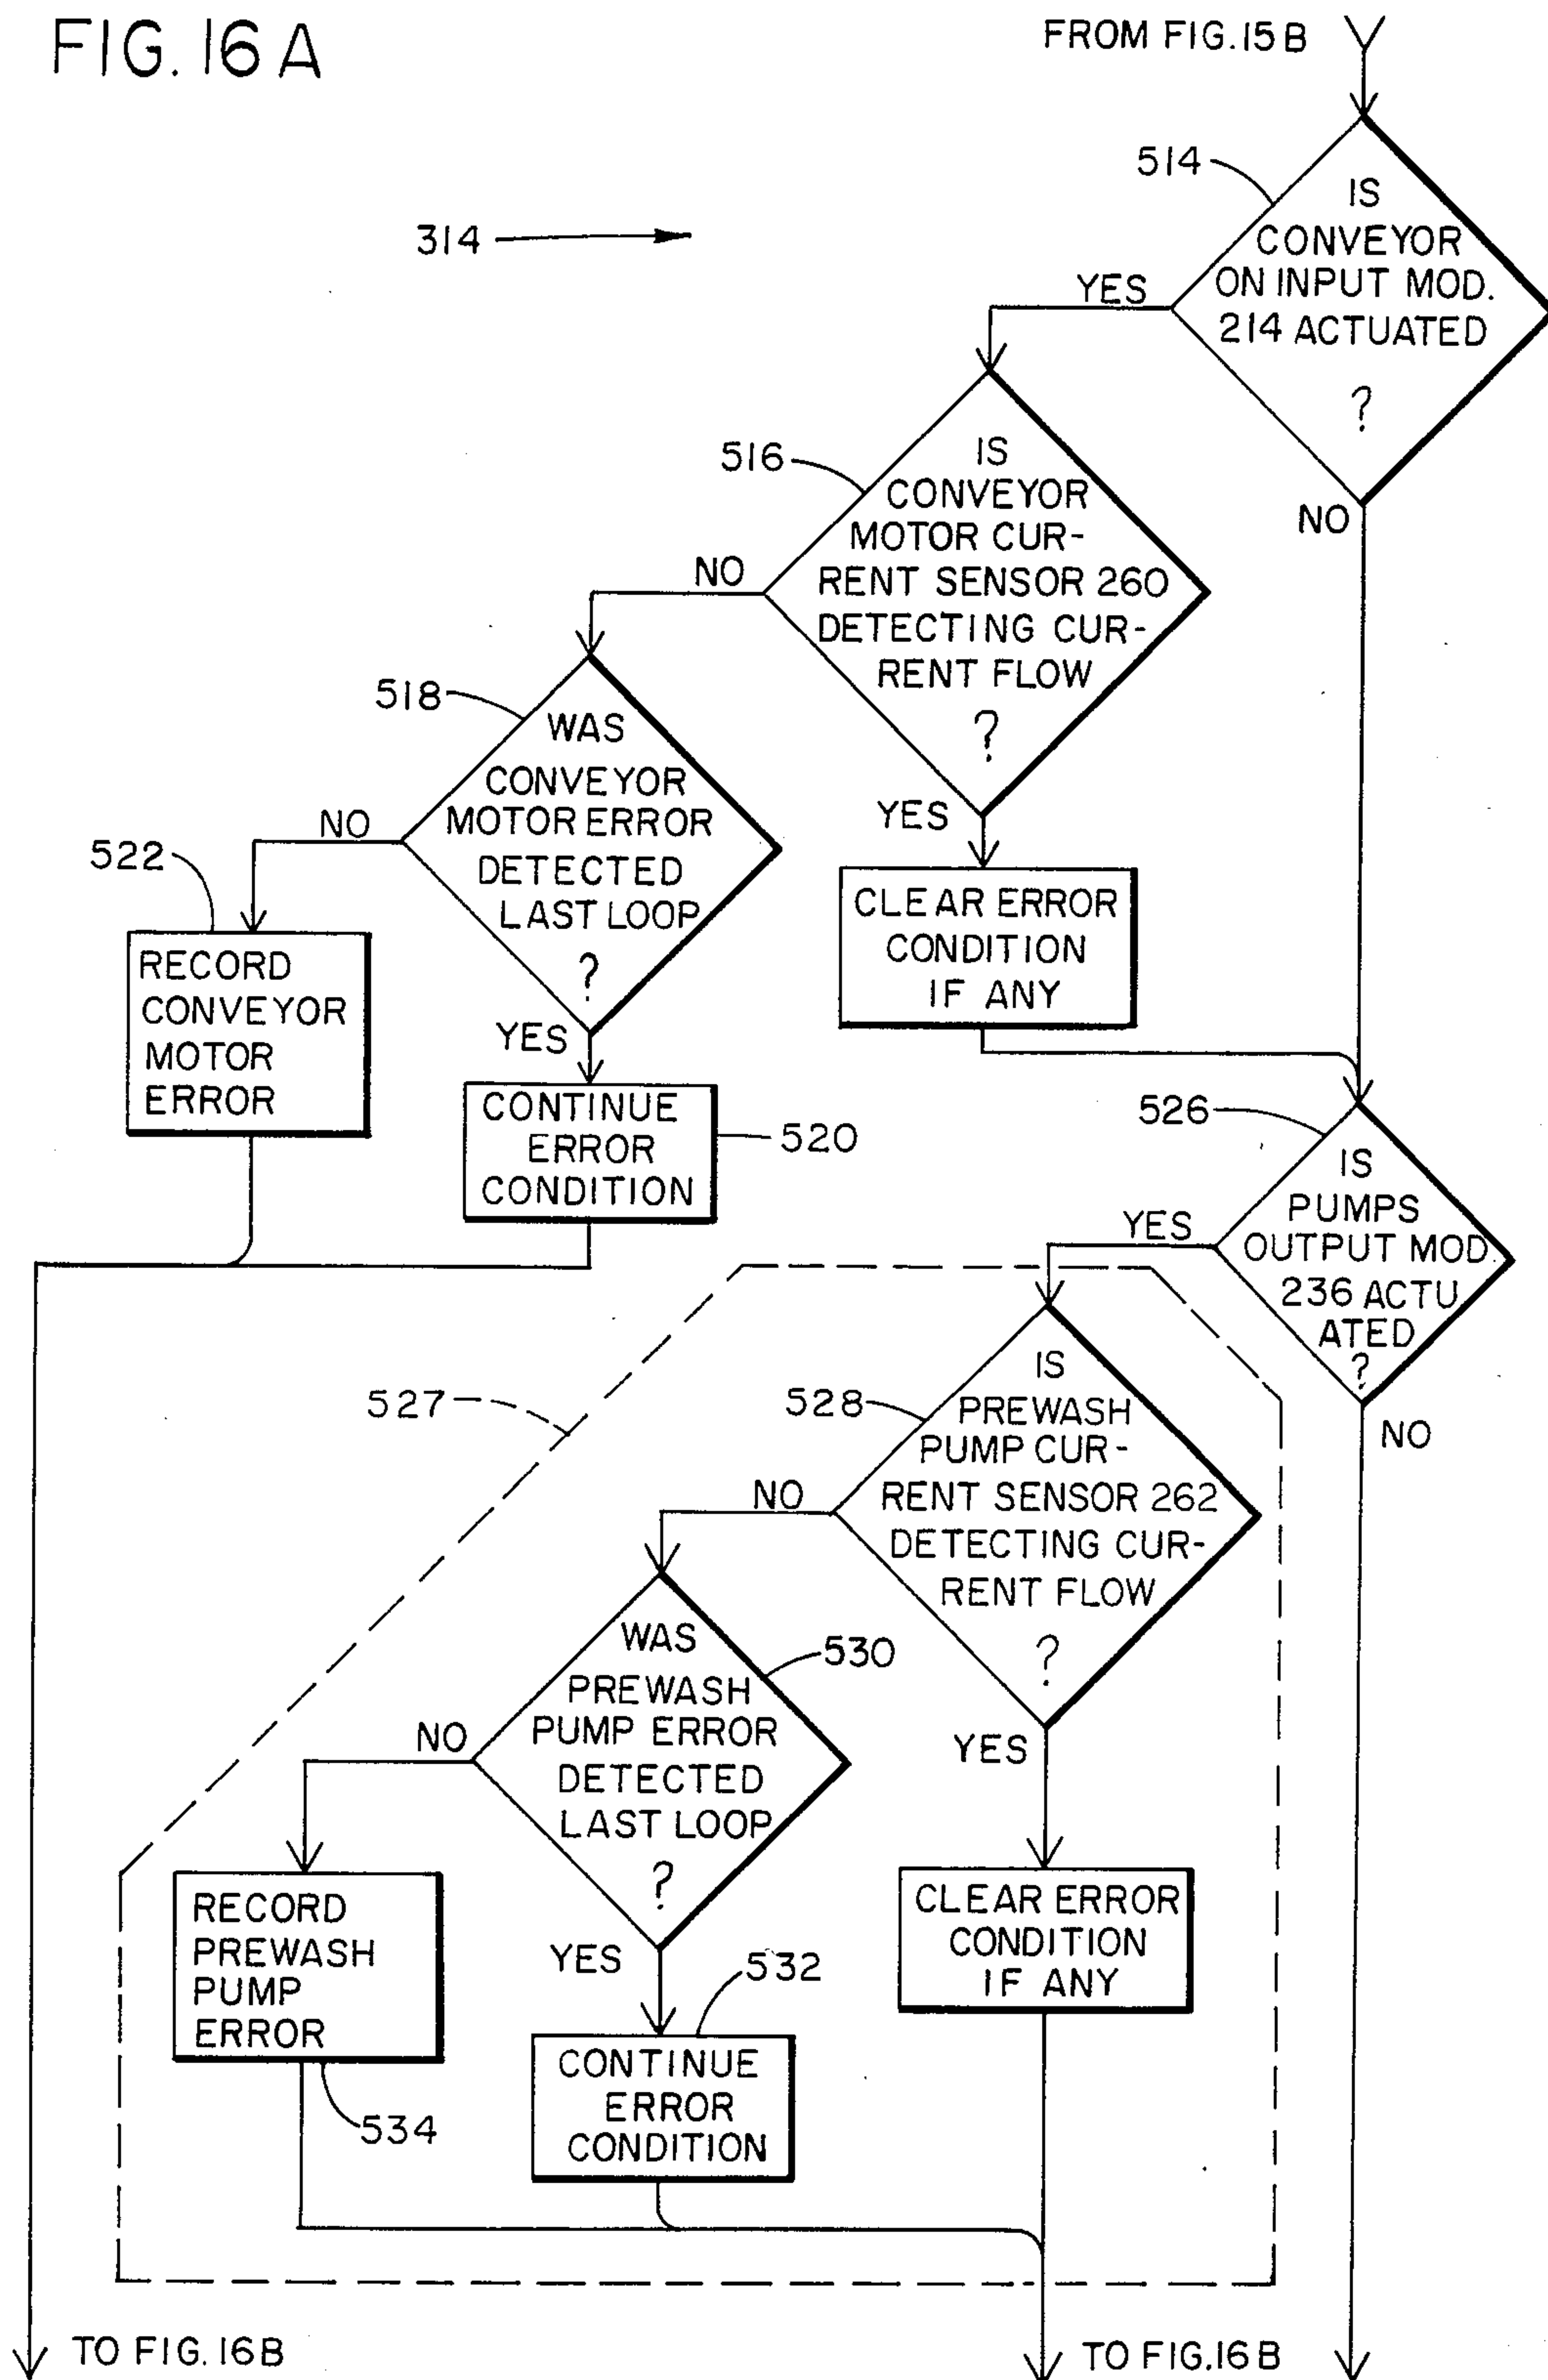 FIG. 16A
FROM FIG. 15B
514
IS
CONVEYOR
ON INPUT MOD.
214 ACTUATED
?
314
YES
NO
516
IS
CONVEYOR
MOTOR CUR-
RENT SENSOR 260
DETECTING CUR-
RENT FLOW
?
NO
YES
518
WAS
CONVEYOR
MOTOR ERROR
DETECTED
LAST LOOP
?
NO
YES
522
RECORD
CONVEYOR
MOTOR
ERROR
CLEAR ERROR
CONDITION
IF ANY
CONTINUE
ERROR
CONDITION
520
526
IS
PUMPS
OUTPUT MOD.
236 ACTU
ATED
?
YES
NO
527
528
IS
PREWASH
PUMP CUR-
RENT SENSOR 262
DETECTING CUR-
RENT FLOW
?
NO
YES
530
WAS
PREWASH
PUMP ERROR
DETECTED
LAST LOOP
?
NO
YES
RECORD
PREWASH
PUMP
ERROR
534
532
CONTINUE
ERROR
CONDITION
CLEAR ERROR
CONDITION
IF ANY
TO FIG. 16B
TO FIG. 16B